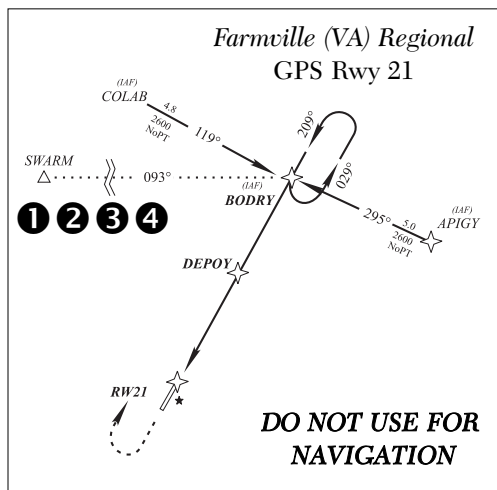 Farmville (VA) Regional
GPS Rwy 21
(IAF)
COLAB
4.8
2600
NoPT
119°
209°
029°
SWARM
093°
(IAF)
BODRY
1 2 3 4
295°
5.0
2600
NoPT
(IAF)
APIGY
DEPOY
RW21
DO NOT USE FOR
NAVIGATION